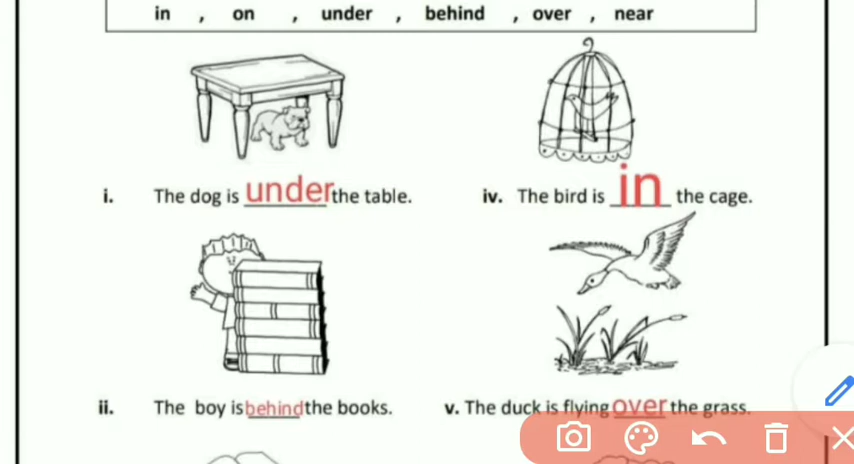 in , on , under , behind , over , near
i. The dog is under the table.
iv. The bird is in the cage.
ii. The boy is behind the books.
v. The duck is flying over the grass.